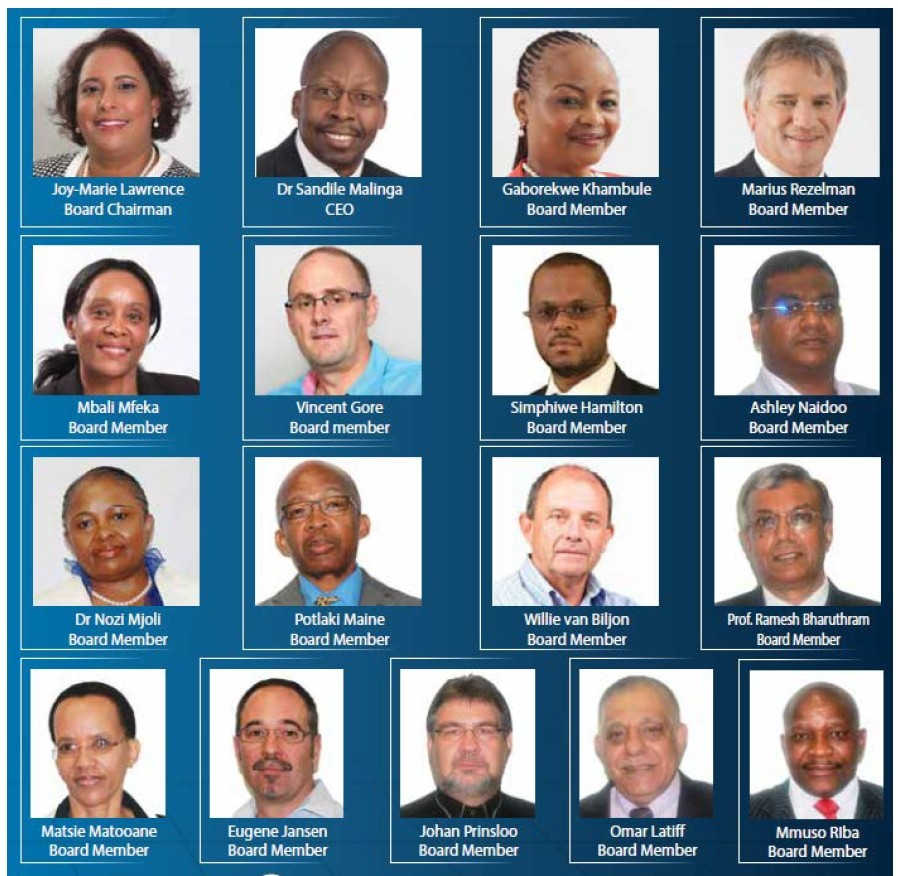 Joy-Marie Lawrence
Board Chairman
Dr Sandile Malinga
CEO
Gaborekwe Khambule
Board Member
Marius Rezelman
Board Member
Mbali Mfeka
Board Member
Vincent Gore
Board member
Simphiwe Hamilton
Board Member
Ashley Naidoo
Board Member
Dr Nozi Mjoli
Board Member
Potlaki Maine
Board Member
Willie van Biljon
Board Member
Prof. Ramesh Bharuthram
Board Member
Matsie Matooane
Board Member
Eugene Jansen
Board Member
Johan Prinsloo
Board Member
Omar Latiff
Board Member
Mmuso RIba
Board Member